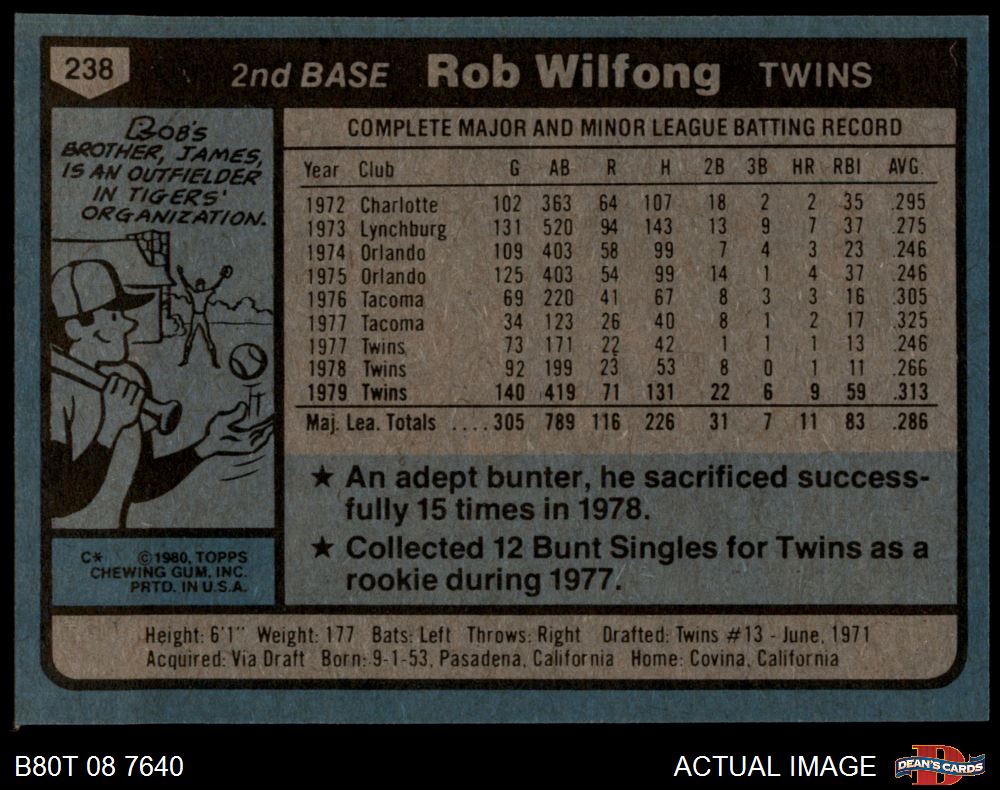 238
2nd BASE Rob Wilfong TWINS
BOB'S
BROTHER, JAMES,
IS AN OUTFIELDER
IN TIGERS'
ORGANIZATION.
C* ©1980, TOPPS
CHEWING GUM, INC.
PRTD. IN U.S.A.
COMPLETE MAJOR AND MINOR LEAGUE BATTING RECORD
Year Club G AB R H 2B 3B HR RBI AVG.
1972 Charlotte 102 363 64 107 18 2 2 35 .295
1973 Lynchburg 131 520 94 143 13 9 7 37 .275
1974 Orlando 109 403 58 99 7 4 3 23 .246
1975 Orlando 125 403 54 99 14 1 4 37 .246
1976 Tacoma 69 220 41 67 8 3 3 16 .305
1977 Tacoma 34 123 26 40 8 1 2 17 .325
1977 Twins 73 171 22 42 1 1 1 13 .246
1978 Twins 92 199 23 53 8 0 1 11 .266
1979 Twins 140 419 71 131 22 6 9 59 .313
Maj. Lea. Totals ....305 789 116 226 31 7 11 83 .286
★ An adept bunter, he sacrificed success-
fully 15 times in 1978.
★ Collected 12 Bunt Singles for Twins as a
rookie during 1977.
Height: 6'1" Weight: 177 Bats: Left Throws: Right Drafted: Twins #13 - June, 1971
Acquired: Via Draft Born: 9-1-53, Pasadena, California Home: Covina, California
B80T 08 7640 ACTUAL IMAGE
D
DEAN'S CARDS